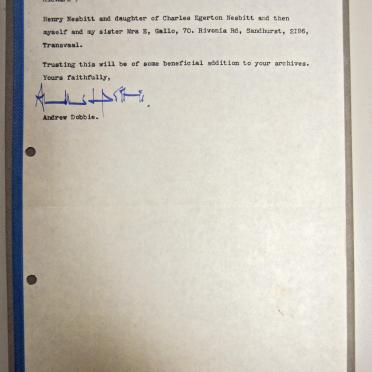 Henry Nesbitt and daughter of Charles Egerton Nesbitt and then
myself and my sister Mrs E, Gallo, 70. Rivonia Rd, Sandhurst, 2196,
Transvaal.
Trusting this will be of some beneficial addition to your archives.
Yours faithfully,
Andrew Dobbie.